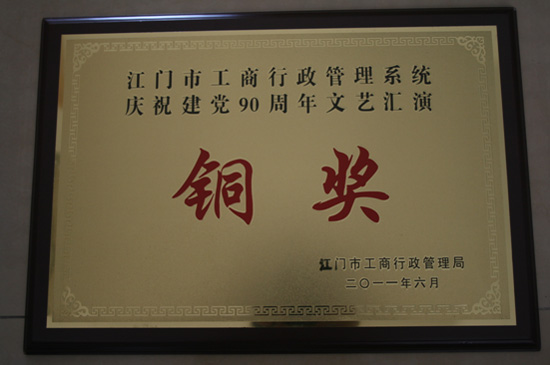 江门市工商行政管理系统
庆祝建党90周年文艺汇演
铜奖
江门市工商行政管理局
二〇一一年六月